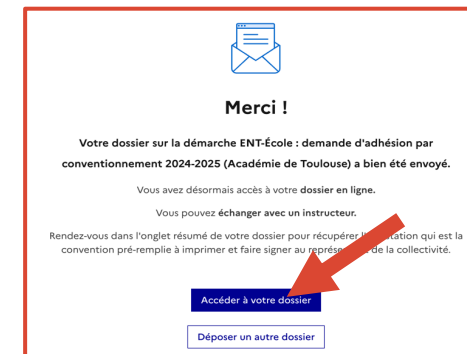 Merci !
Votre dossier sur la démarche ENT-École : demande d'adhésion par
conventionnement 2024-2025 (Académie de Toulouse) a bien été envoyé.
Vous avez désormais accès à votre dossier en ligne.
Vous pouvez échanger avec un instructeur.
Rendez-vous dans l'onglet résumé de votre dossier pour récupérer qui est la
convention pré-remplie à imprimer et faire signer au de la collectivité.
Accéder à votre dossier
Déposer un autre dossier